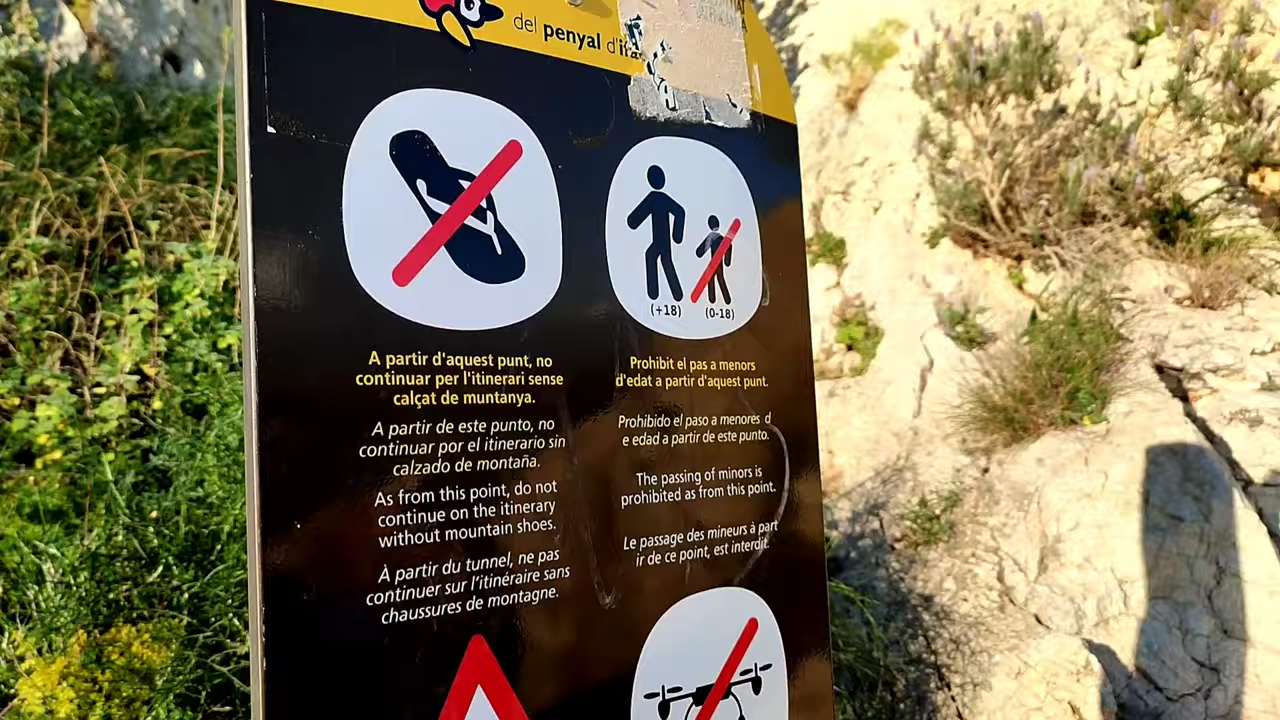 del penyal d'ifa
A partir d'aquest punt, no
continuar per l'itinerari sense
calçat de muntanya.
A partir de este punto, no
continuar por el itinerario sin
calzado de montaña.
As from this point, do not
continue on the itinerary
without mountain shoes.
À partir du tunnel, ne pas
continuer sur l'itinéraire sans
chaussures de montagne.
(+18) (0-18)
Prohibit el pas a menors
d'edat a partir d'aquest punt.
Prohibido el paso a menores d
e edad a partir de este punto.
The passing of minors is
prohibited as from this point.
Le passage des mineurs à part
ir de ce point, est interdit.